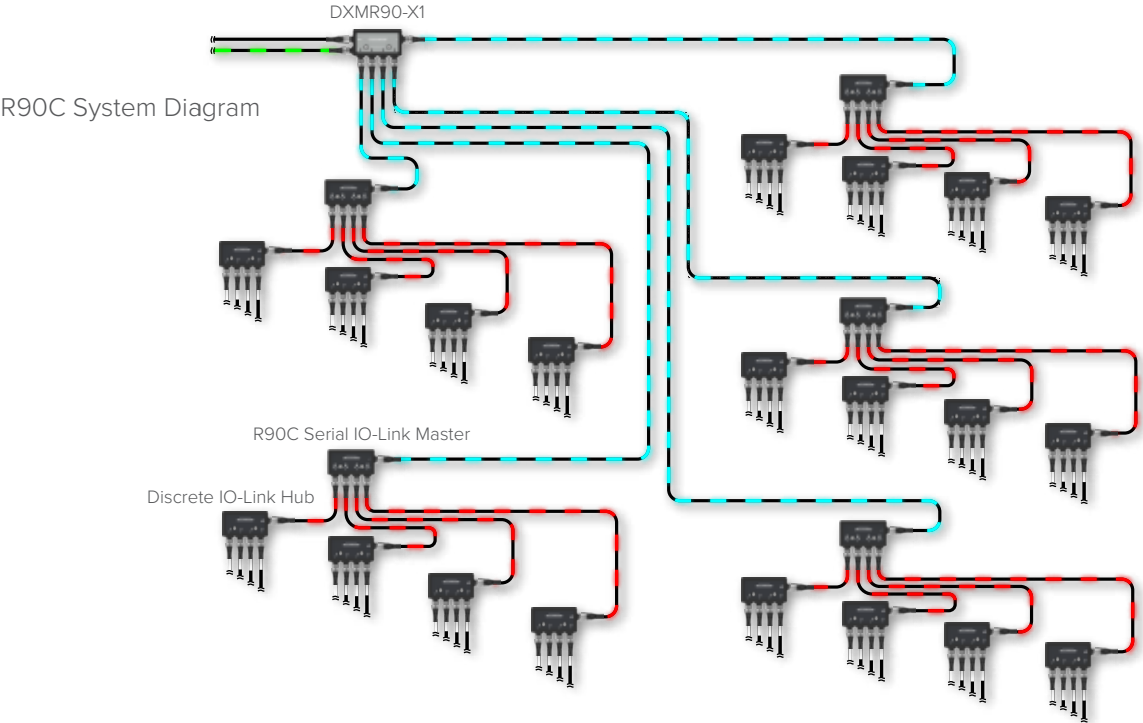 DXMR90-X1
R90C System Diagram
R90C Serial IO-Link Master
Discrete IO-Link Hub